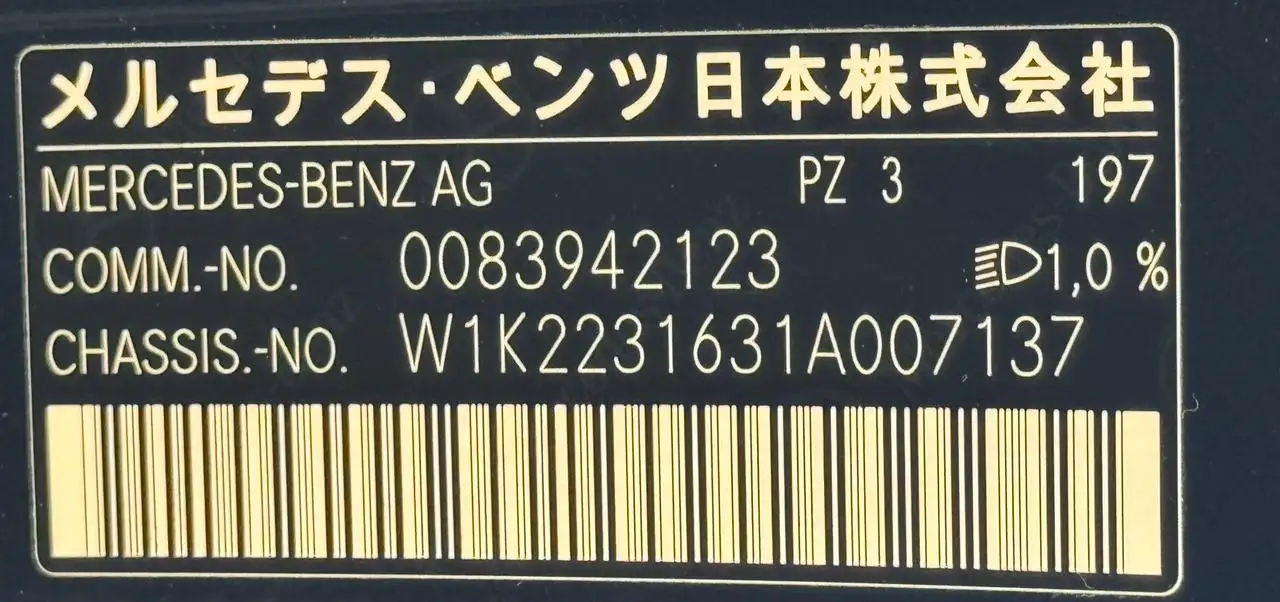 メルセデス・ベンツ日本株式会社
MERCEDES-BENZ AG PZ 3 197
COMM.-NO. 0083942123 1,0 %
CHASSIS.-NO. W1K2231631A007137